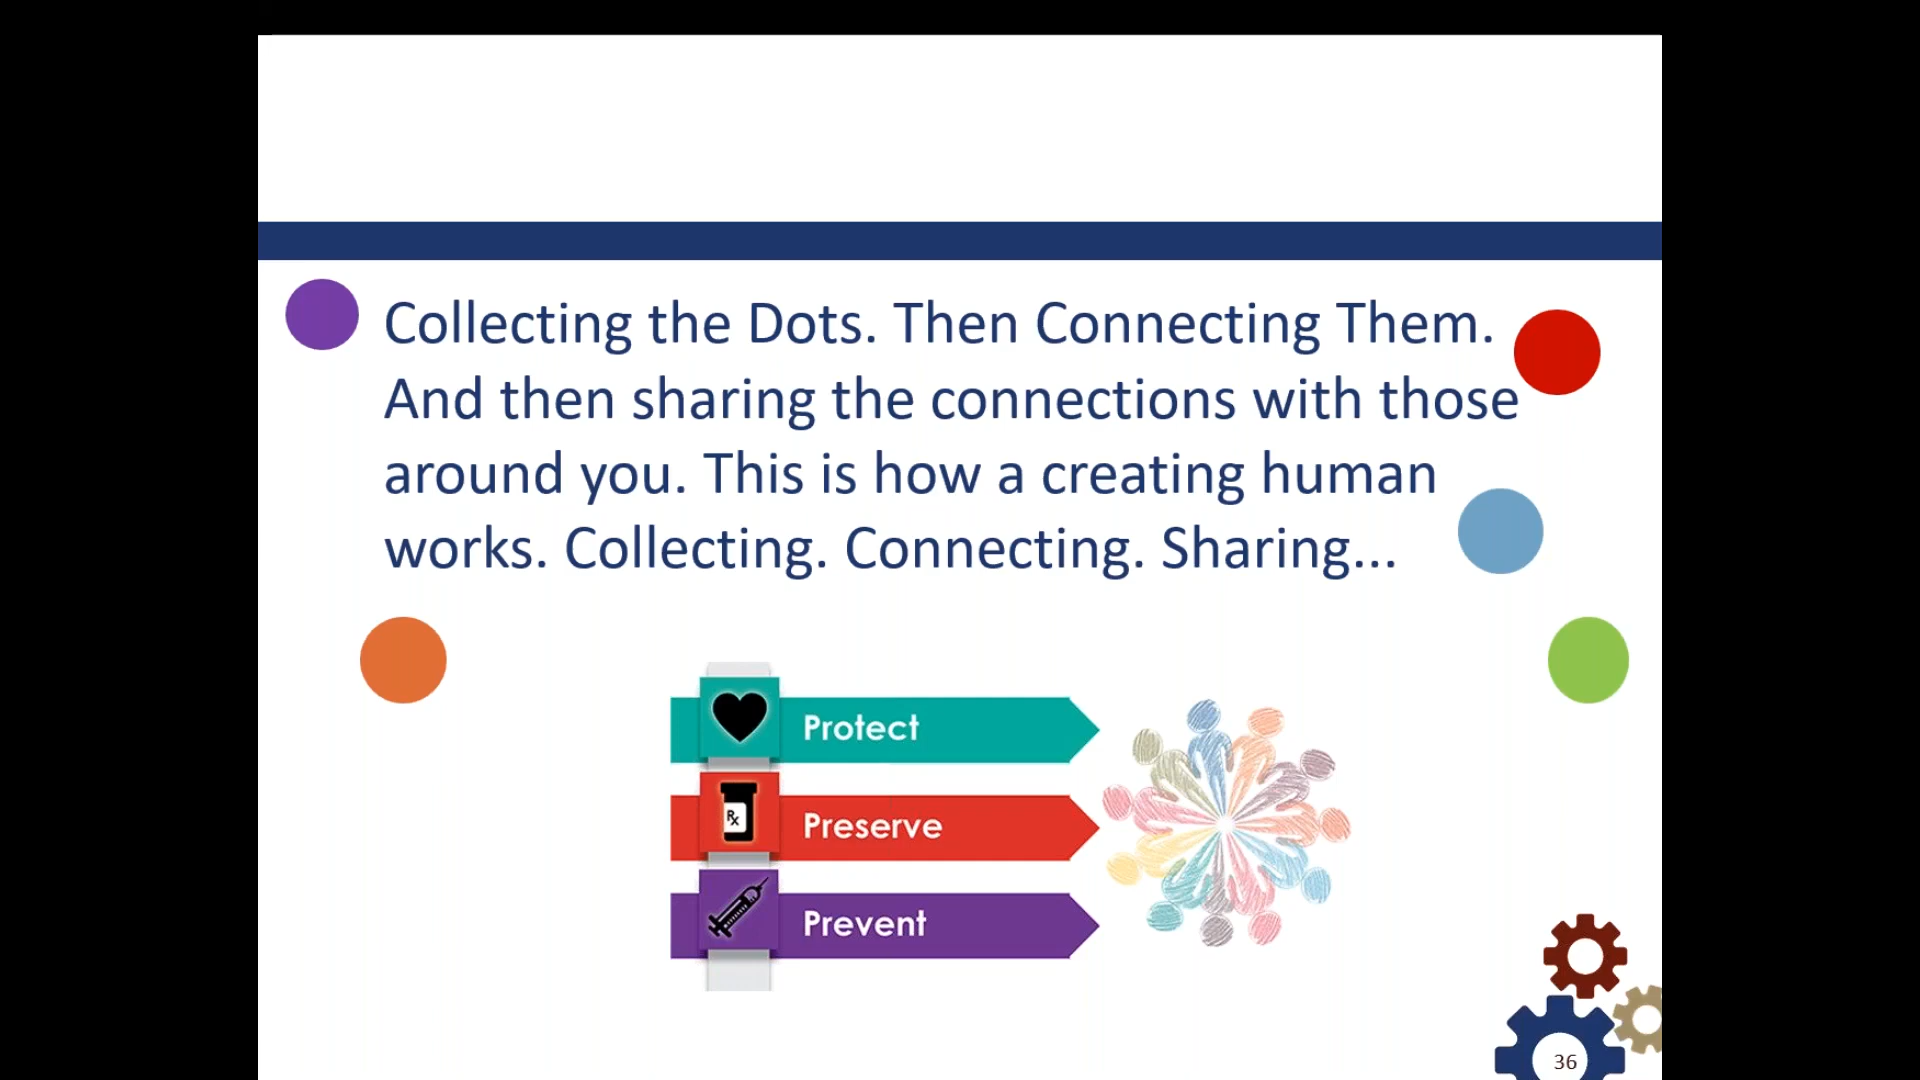 Collecting the Dots. Then Connecting Them.
And then sharing the connections with those
around you. This is how a creating human
works. Collecting. Connecting. Sharing...
Protect
Rx
Preserve
Prevent
36